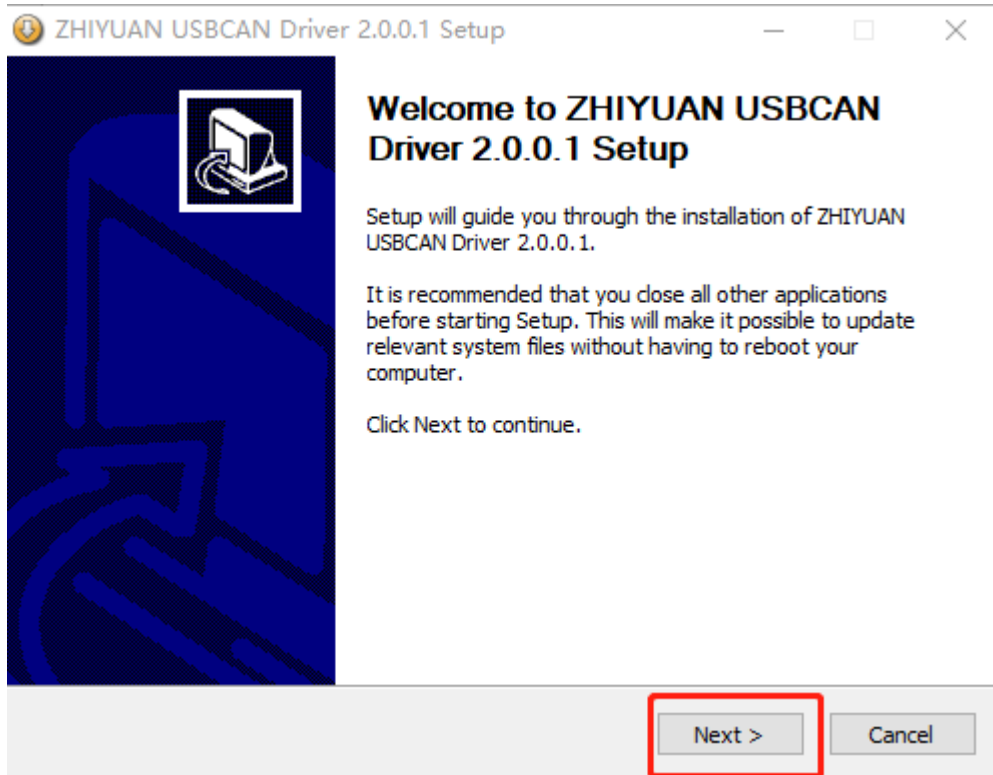 ZHIYUAN USBCAN Driver 2.0.0.1 Setup
Welcome to ZHIYUAN USBCAN
Driver 2.0.0.1 Setup
Setup will guide you through the installation of ZHIYUAN
USBCAN Driver 2.0.0.1.
It is recommended that you close all other applications
before starting Setup. This will make it possible to update
relevant system files without having to reboot your
computer.
Click Next to continue.
Next > Cancel